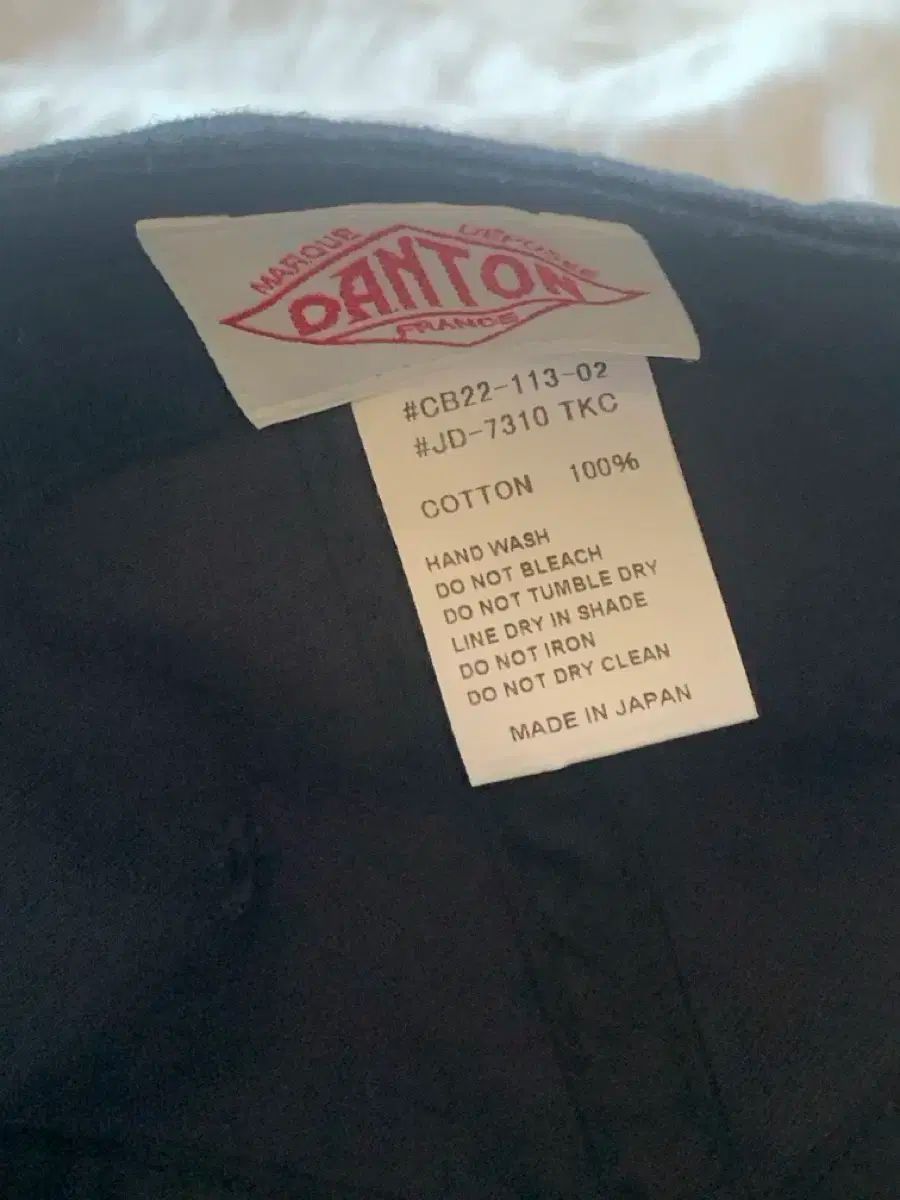 MARQUE DÉPOSÉE
DANTON
FRANCE
#CB22-113-02
#JD-7310 TKC
COTTON 100%
HAND WASH
DO NOT BLEACH
DO NOT TUMBLE DRY
LINE DRY IN SHADE
DO NOT IRON
DO NOT DRY CLEAN
MADE IN JAPAN